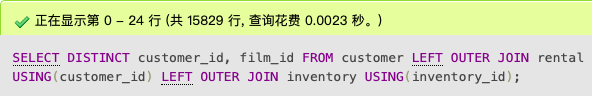 正在显示第 0 - 24 行 (共 15829 行, 查询花费 0.0023 秒。)
SELECT DISTINCT customer_id, film_id FROM customer LEFT OUTER JOIN rental
USING(customer_id) LEFT OUTER JOIN inventory USING(inventory_id);